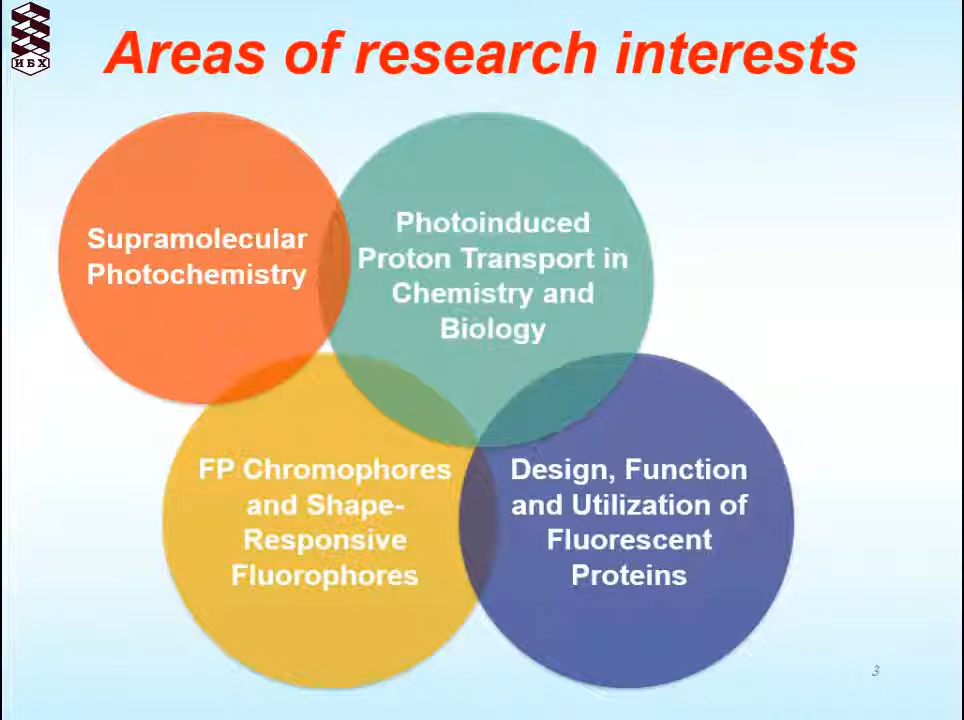 ИБХ
Areas of research interests
Supramolecular
Photochemistry
Photoinduced
Proton Transport in
Chemistry and
Biology
FP Chromophores
and Shape-
Responsive
Fluorophores
Design, Function
and Utilization of
Fluorescent
Proteins
3